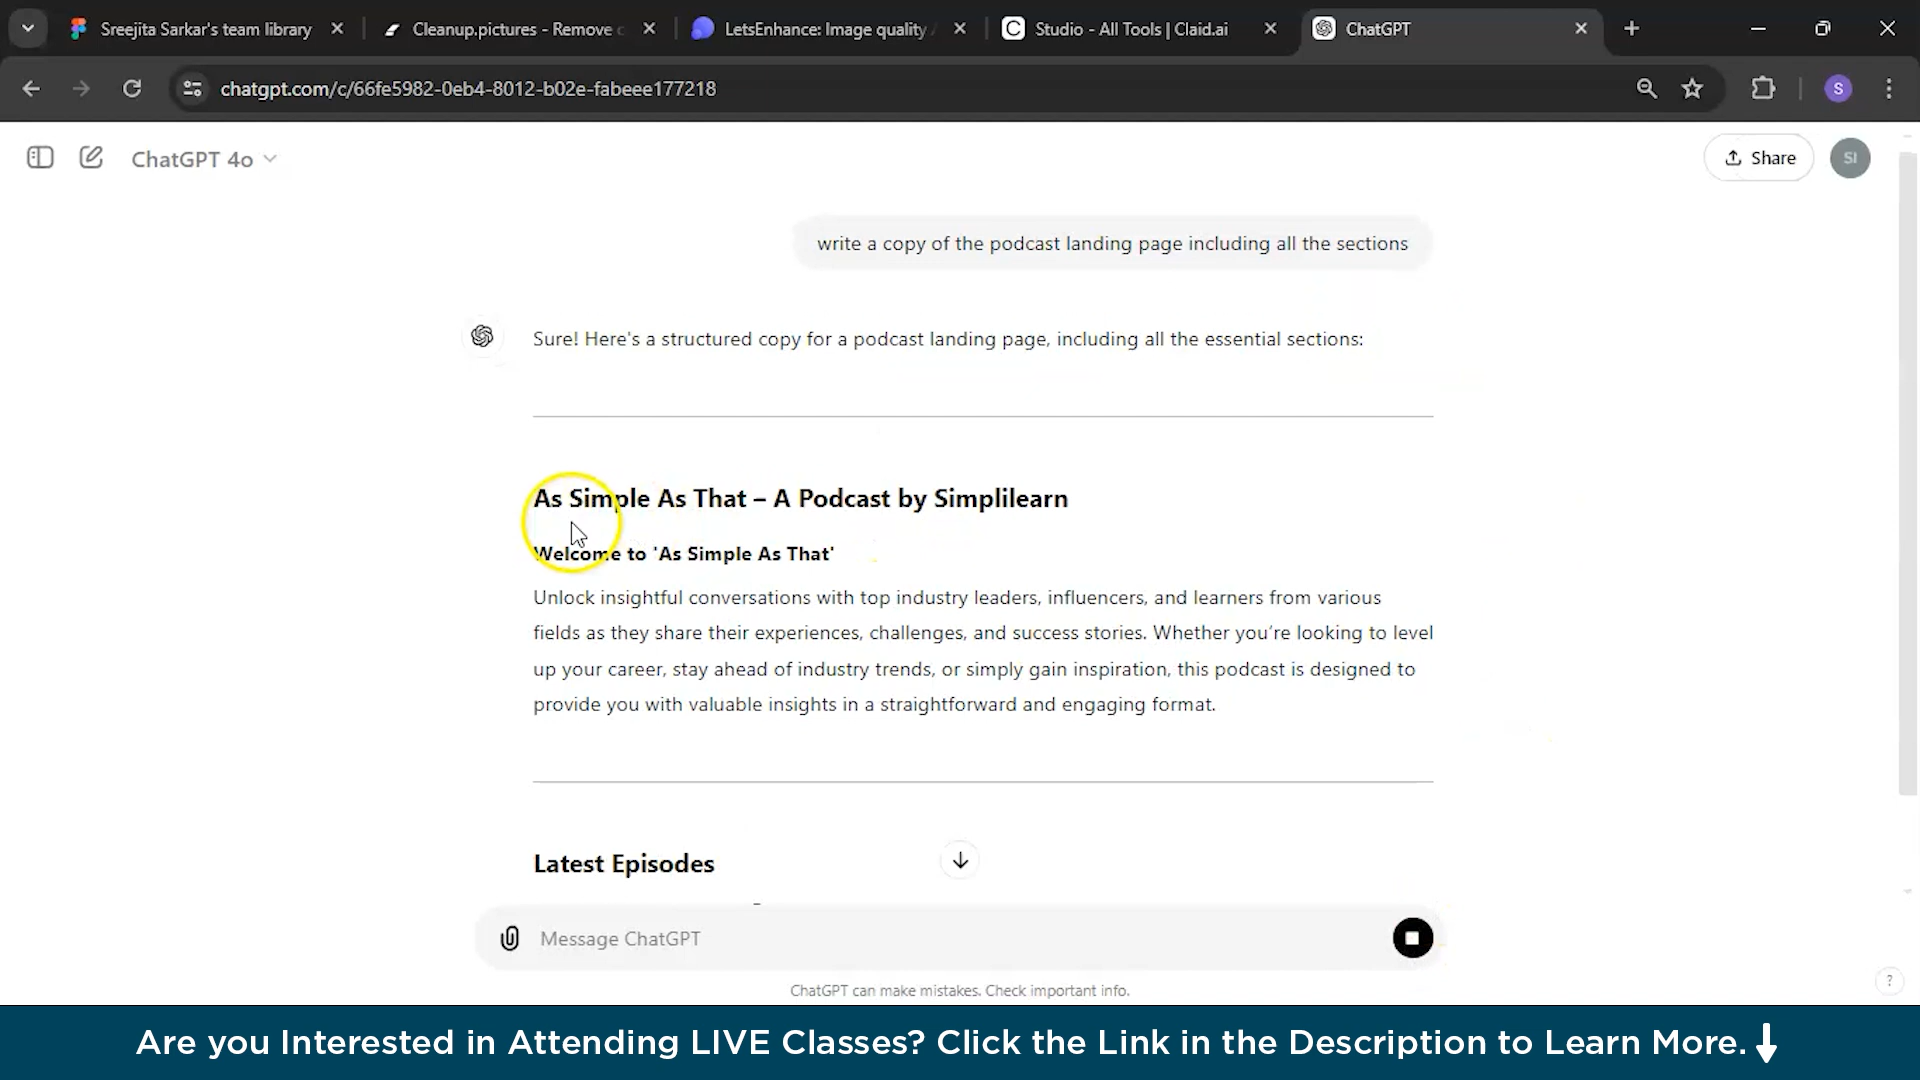 Sreejita Sarkar's team library
Cleanup.pictures - Remove
LetsEnhance: Image quality
Studio - All Tools | Claid.ai
ChatGPT
chatgpt.com/c/66fe5982-0eb4-8012-b02e-fabeee177218
S
ChatGPT 4o
Share
SI
write a copy of the podcast landing page including all the sections
Sure! Here's a structured copy for a podcast landing page, including all the essential sections:
As Simple As That – A Podcast by Simplilearn
Welcome to 'As Simple As That'
Unlock insightful conversations with top industry leaders, influencers, and learners from various
fields as they share their experiences, challenges, and success stories. Whether you're looking to level
up your career, stay ahead of industry trends, or simply gain inspiration, this podcast is designed to
provide you with valuable insights in a straightforward and engaging format.
Latest Episodes
Message ChatGPT
ChatGPT can make mistakes. Check important info.
?
Are you Interested in Attending LIVE Classes? Click the Link in the Description to Learn More.